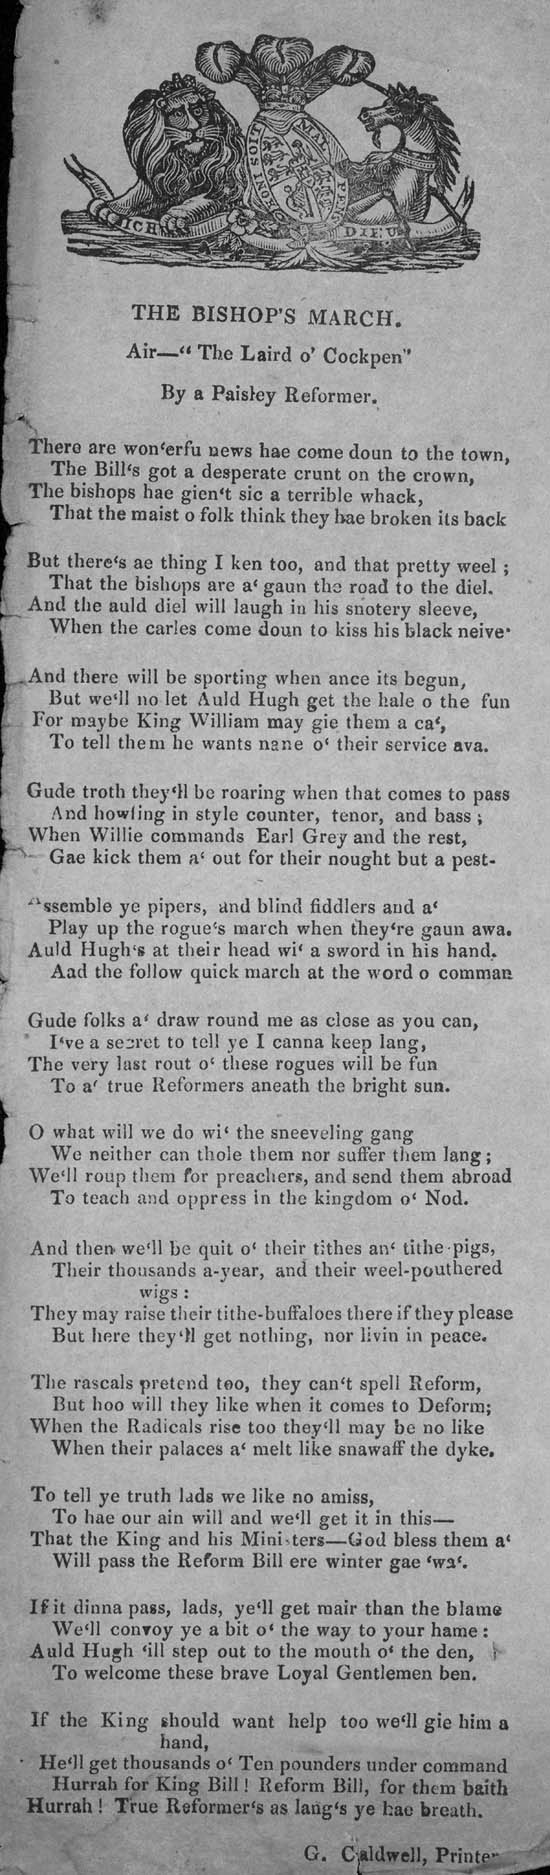 HONI SOIT
MAL
PENSE
ICH
DIEU
THE BISHOP'S MARCH.
Air—“ The Laird o' Cockpen”
By a Paisley Reformer.
There are won‘erfu news hae come doun to the town,
The Bill‘s got a desperate crunt on the crown,
The bishops hae gien‘t sic a terrible whack,
That the maist o folk think they hae broken its back
But there‘s ae thing I ken too, and that pretty weel ;
That the bishops are a‘ gaun the road to the diel.
And the auld diel will laugh in his snotery sleeve,
When the carles come doun to kiss his black neive·
And there will be sporting when ance its begun,
But we‘ll no let Auld Hugh get the hale o the fun
For maybe King William may gie them a ca‘,
To tell them he wants nane o‘ their service ava.
Gude troth they‘ll be roaring when that comes to pass
And howling in style counter, tenor, and bass ;
When Willie commands Earl Grey and the rest,
Gae kick them a‘ out for their nought but a pest-
Assemble ye pipers, and blind fiddlers and a‘
Play up the rogue‘s march when they‘re gaun awa.
Auld Hugh‘s at their head wi‘ a sword in his hand.
Aad the follow quick march at the word o comman
Gude folks a‘ draw round me as close as you can,
I‘ve a secret to tell ye I canna keep lang,
The very last rout o‘ these rogues will be fun
To a‘ true Reformers aneath the bright sun.
O what will we do wi‘ the sneeveling gang
We neither can thole them nor suffer them lang ;
We‘ll roup them for preachers, and send them abroad
To teach and oppress in the kingdom o‘ Nod.
And then we‘ll be quit o‘ their tithes an‘ tithe-pigs,
Their thousands a-year, and their weel-pouthered
wigs :
They may raise their tithe-buffaloes there if they please
But here they‘ll get nothing, nor livin in peace.
The rascals pretend too, they can‘t spell Reform,
But hoo will they like when it comes to Deform;
When the Radicals rise too they‘ll may be no like
When their palaces a‘ melt like snawaff the dyke.
To tell ye truth lads we like no amiss,
To hae our ain will and we‘ll get it in this—
That the King and his Ministers—God bless them a‘
Will pass the Reform Bill ere winter gae ‘wa‘.
If it dinna pass, lads, ye‘ll get mair than the blame
We‘ll convoy ye a bit o‘ the way to your hame :
Auld Hugh ‘ill step out to the mouth o‘ the den,
To welcome these brave Loyal Gentlemen ben.
If the King should want help too we‘ll gie him a
hand,
He‘ll get thousands o‘ Ten pounders under command
Hurrah for King Bill ! Reform Bill, for them baith
Hurrah ! True Reformer‘s as lang‘s ye hae breath.
G. Caldwell, Printer